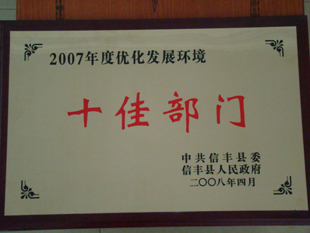 2007年度优化发展环境
十佳部门
中共信丰县委
信丰县人民政府
二〇〇八年四月